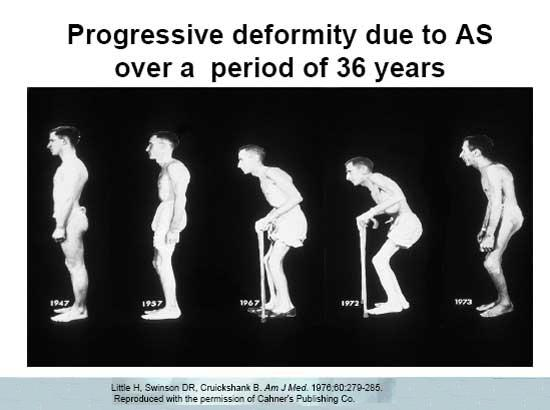 Progressive deformity due to AS
over a period of 36 years
1947 1957 1967 1972 1973
Little H, Swinson DR, Cruickshank B. Am J Med. 1976;60:279-285.
Reproduced with the permission of Cahner's Publishing Co.